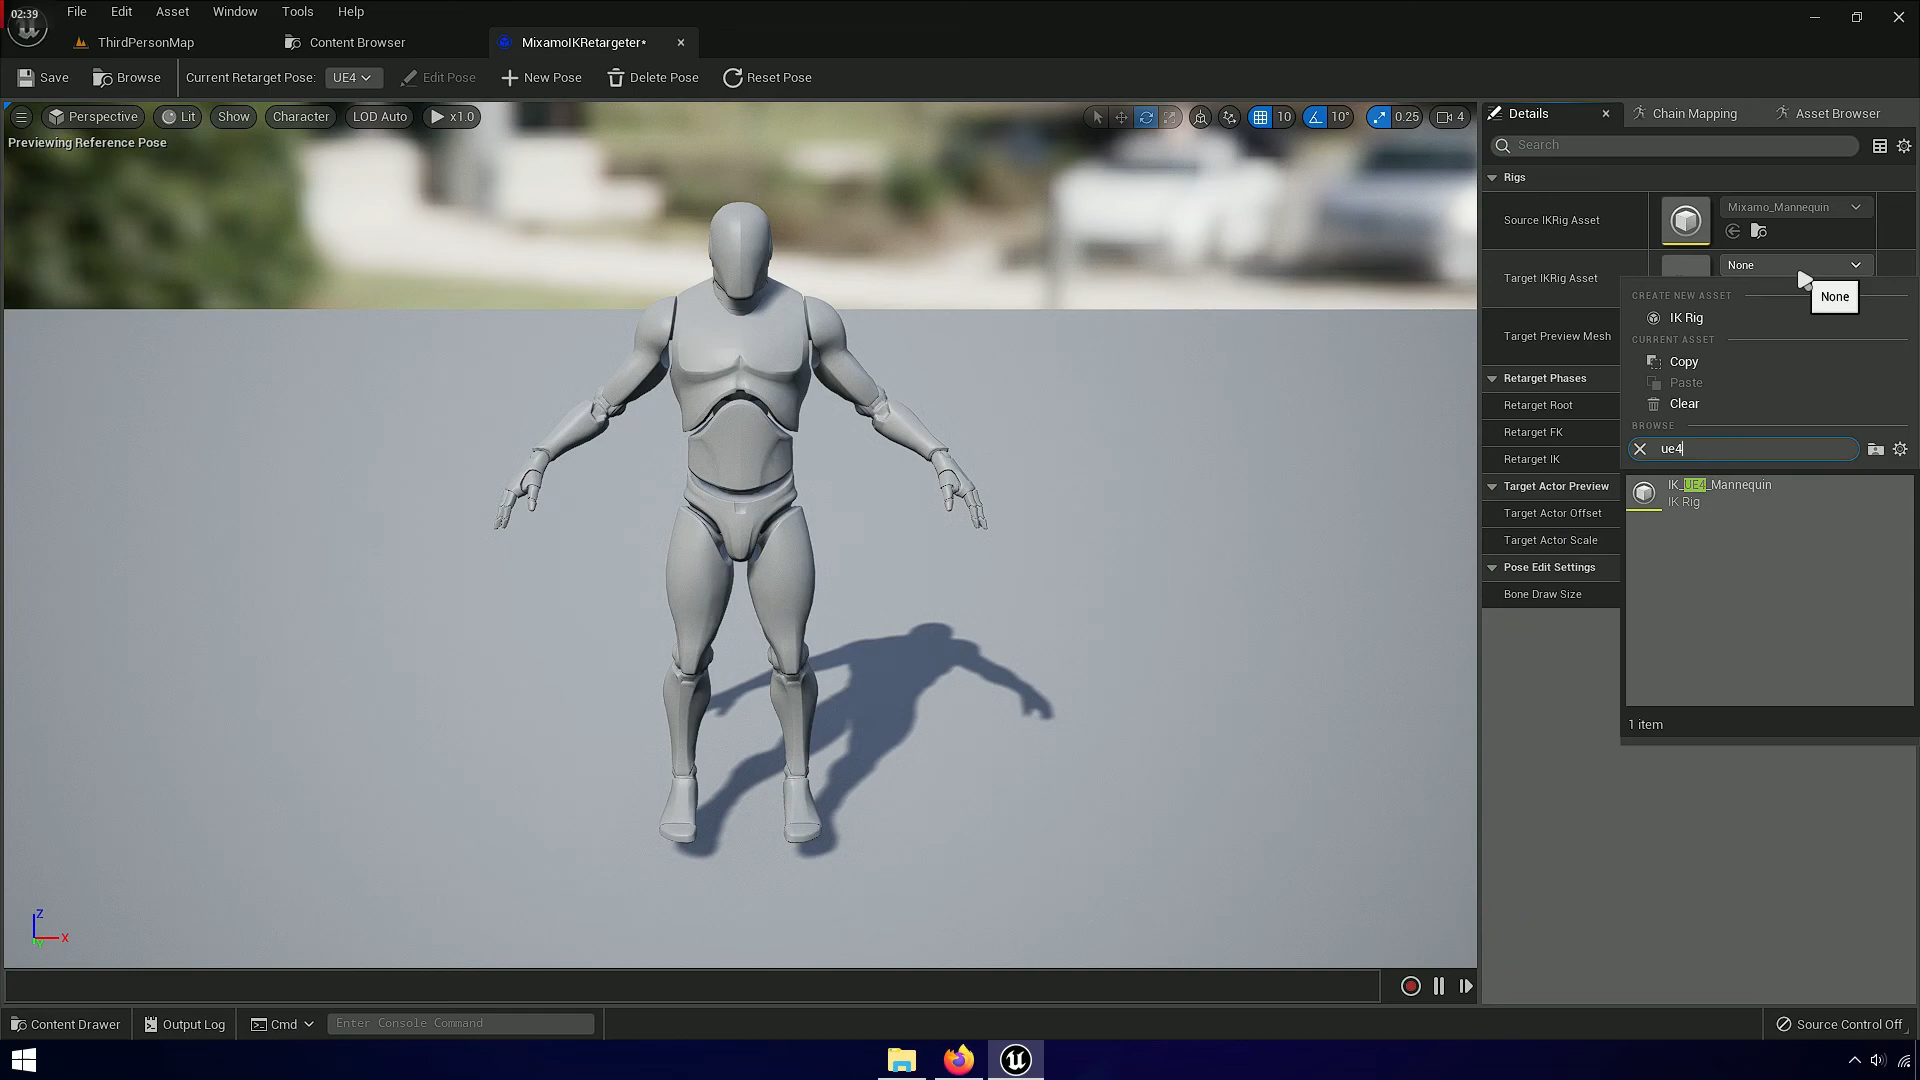 02:39
File Edit Asset Window Tools Help
ThirdPersonMap Content Browser MixamoIKRetargeter*
Save Browse Current Retarget Pose: UE4 Edit Pose New Pose Delete Pose Reset Pose
Perspective Lit Show Character LOD Auto x1.0 10 10° 0.25 4
Previewing Reference Pose
Details Chain Mapping Asset Browser
Search
Rigs
Source IKRig Asset Mixamo_Mannequin
Target IKRig Asset None
None
CREATE NEW ASSET
IK Rig
CURRENT ASSET
Copy
Paste
Clear
BROWSE
ue4
IK_UE4_Mannequin
IK Rig
1 item
Target Preview Mesh
Retarget Phases
Retarget Root
Retarget FK
Retarget IK
Target Actor Preview
Target Actor Offset
Target Actor Scale
Pose Edit Settings
Bone Draw Size
Z
X
Y
Content Drawer Output Log Cmd Enter Console Command Source Control Off